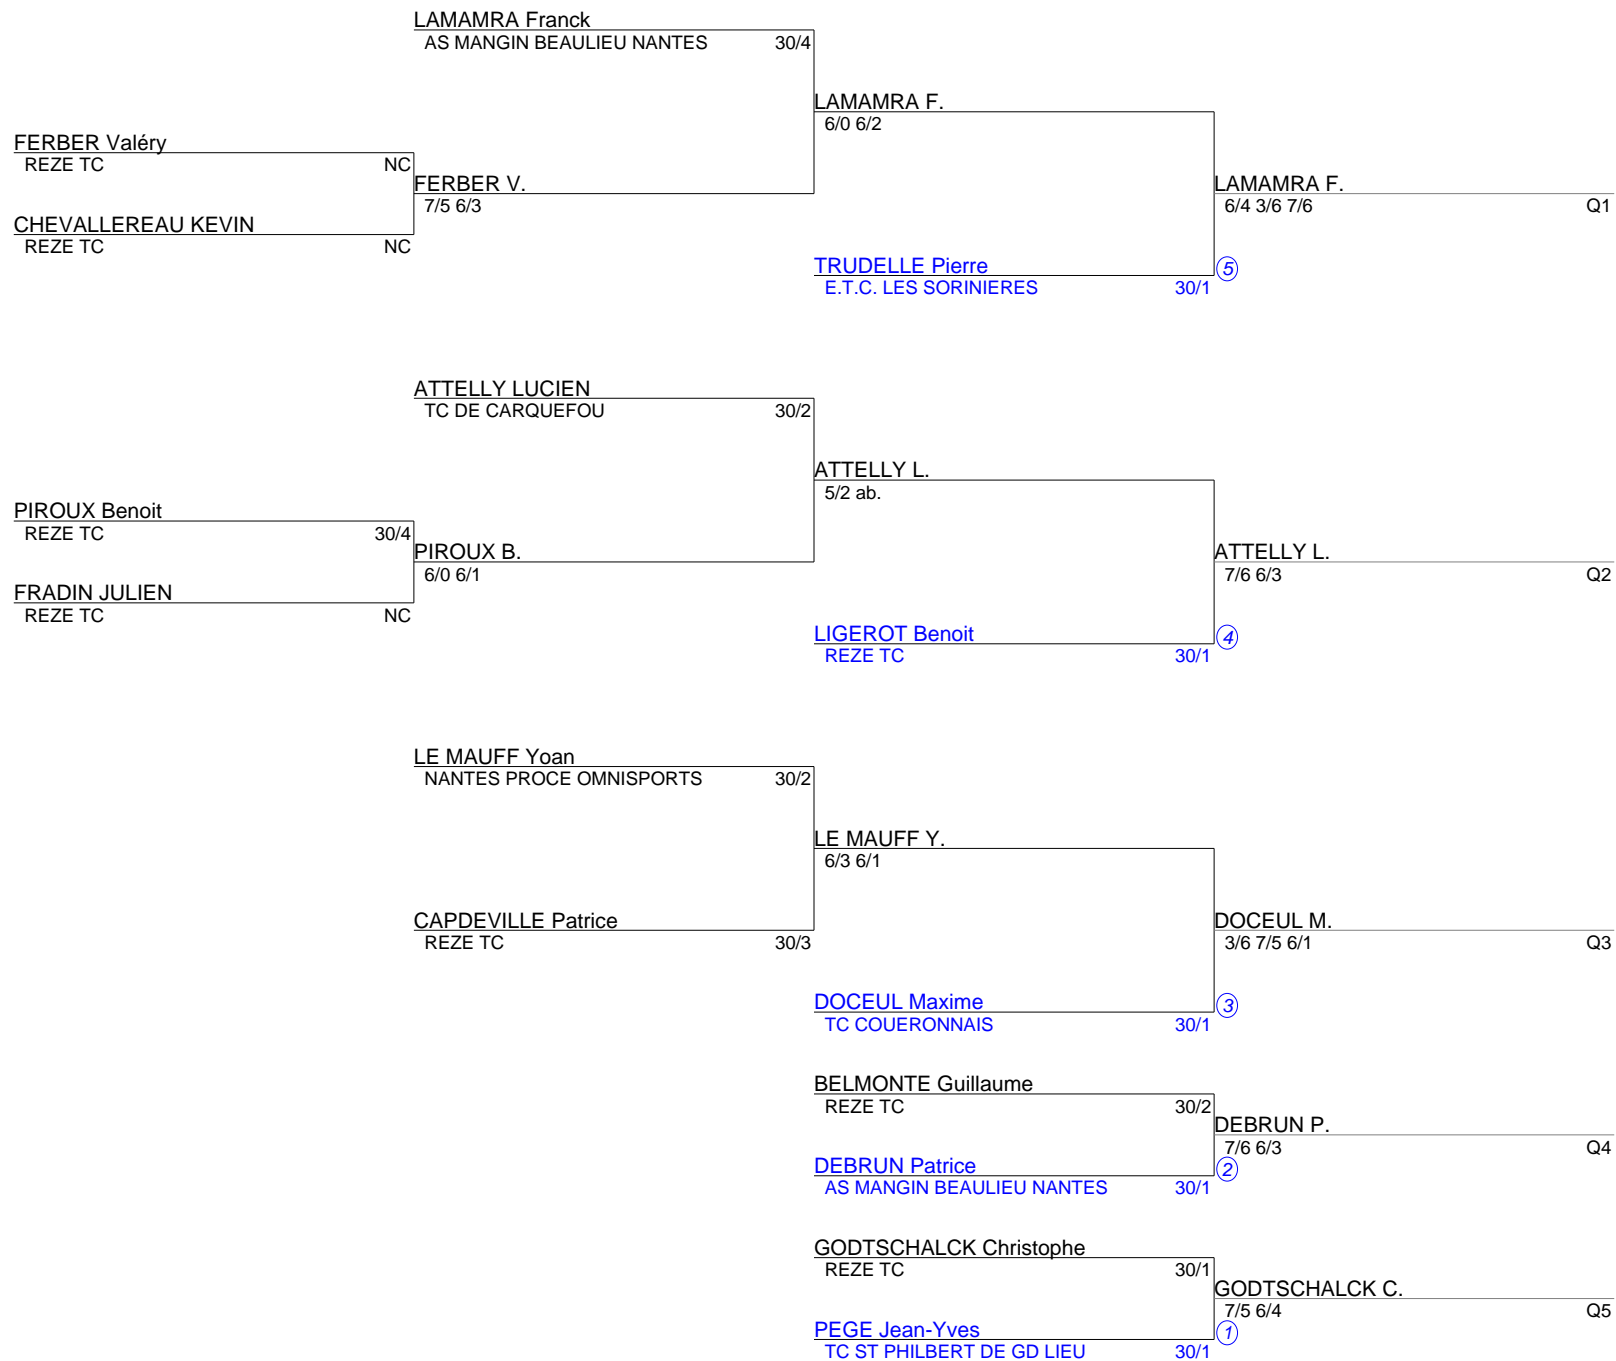 LAMAMRA Franck
AS MANGIN BEAULIEU NANTES 30/4
LAMAMRA F.
6/0 6/2
FERBER Valéry
REZE TC NC
FERBER V.
7/5 6/3
LAMAMRA F.
6/4 3/6 7/6 Q1
CHEVALLEREAU KEVIN
REZE TC NC
TRUDELLE Pierre 5
E.T.C. LES SORINIERES 30/1
ATTELLY LUCIEN
TC DE CARQUEFOU 30/2
ATTELLY L.
5/2 ab.
PIROUX Benoit
REZE TC 30/4
PIROUX B.
6/0 6/1
ATTELLY L.
7/6 6/3 Q2
FRADIN JULIEN
REZE TC NC
LIGEROT Benoit 4
REZE TC 30/1
LE MAUFF Yoan
NANTES PROCE OMNISPORTS 30/2
LE MAUFF Y.
6/3 6/1
CAPDEVILLE Patrice
REZE TC 30/3
DOCEUL M.
3/6 7/5 6/1 Q3
DOCEUL Maxime 3
TC COUERONNAIS 30/1
BELMONTE Guillaume
REZE TC 30/2
DEBRUN P.
7/6 6/3 Q4
DEBRUN Patrice 2
AS MANGIN BEAULIEU NANTES 30/1
GODTSCHALCK Christophe
REZE TC 30/1
GODTSCHALCK C.
7/5 6/4 Q5
PEGE Jean-Yves 1
TC ST PHILBERT DE GD LIEU 30/1